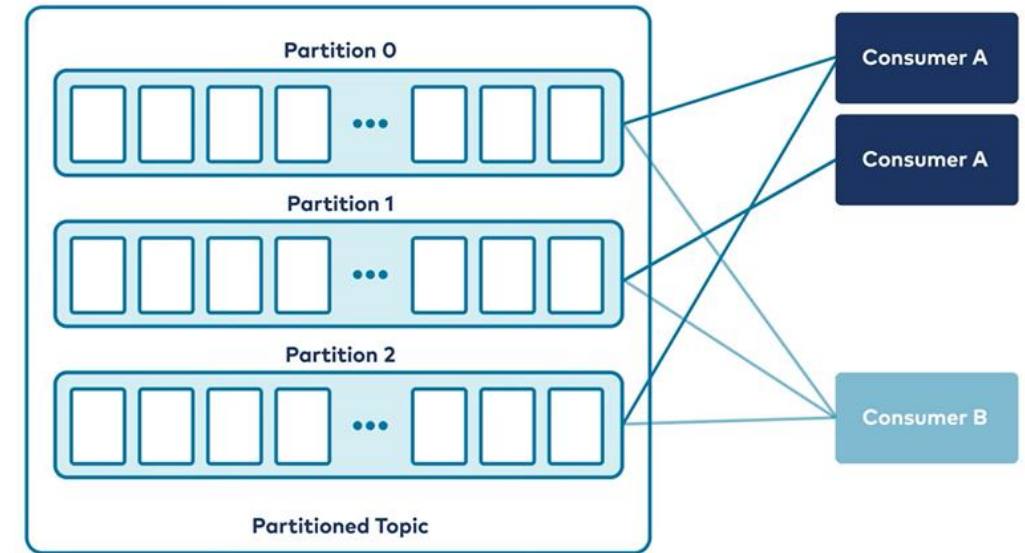 Partition 0
Partition 1
Partition 2
Partitioned Topic
Consumer A
Consumer A
Consumer B